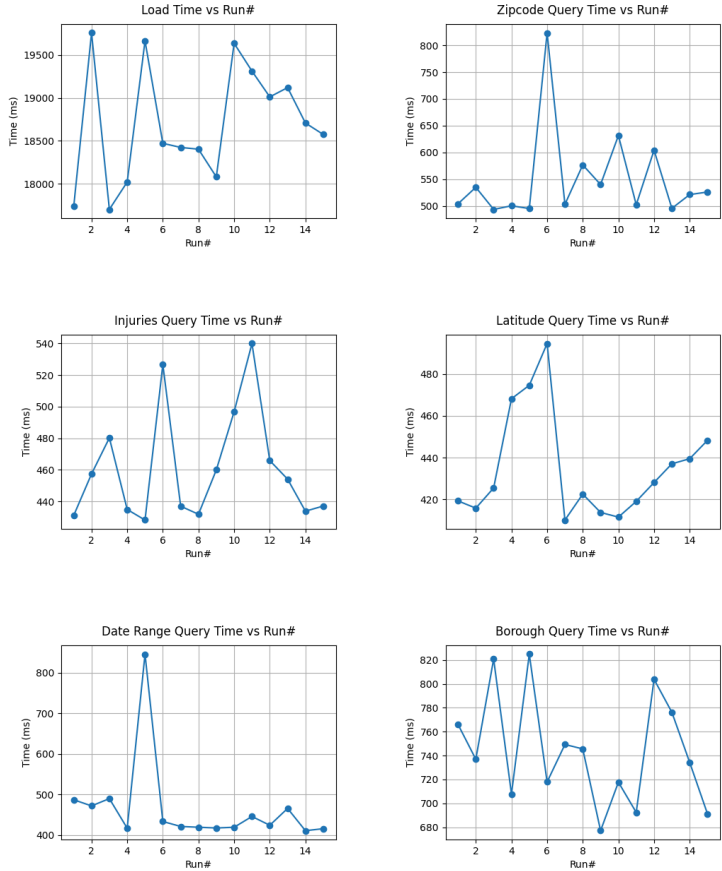 Load Time vs Run#
Time (ms)
19500
19000
18500
18000
2 4 6 8 10 12 14
Run#
Zipcode Query Time vs Run#
Time (ms)
800
750
700
650
600
550
500
2 4 6 8 10 12 14
Run#
Injuries Query Time vs Run#
Time (ms)
540
520
500
480
460
440
2 4 6 8 10 12 14
Run#
Latitude Query Time vs Run#
Time (ms)
480
460
440
420
2 4 6 8 10 12 14
Run#
Date Range Query Time vs Run#
Time (ms)
800
700
600
500
400
2 4 6 8 10 12 14
Run#
Borough Query Time vs Run#
Time (ms)
820
800
780
760
740
720
700
680
2 4 6 8 10 12 14
Run#